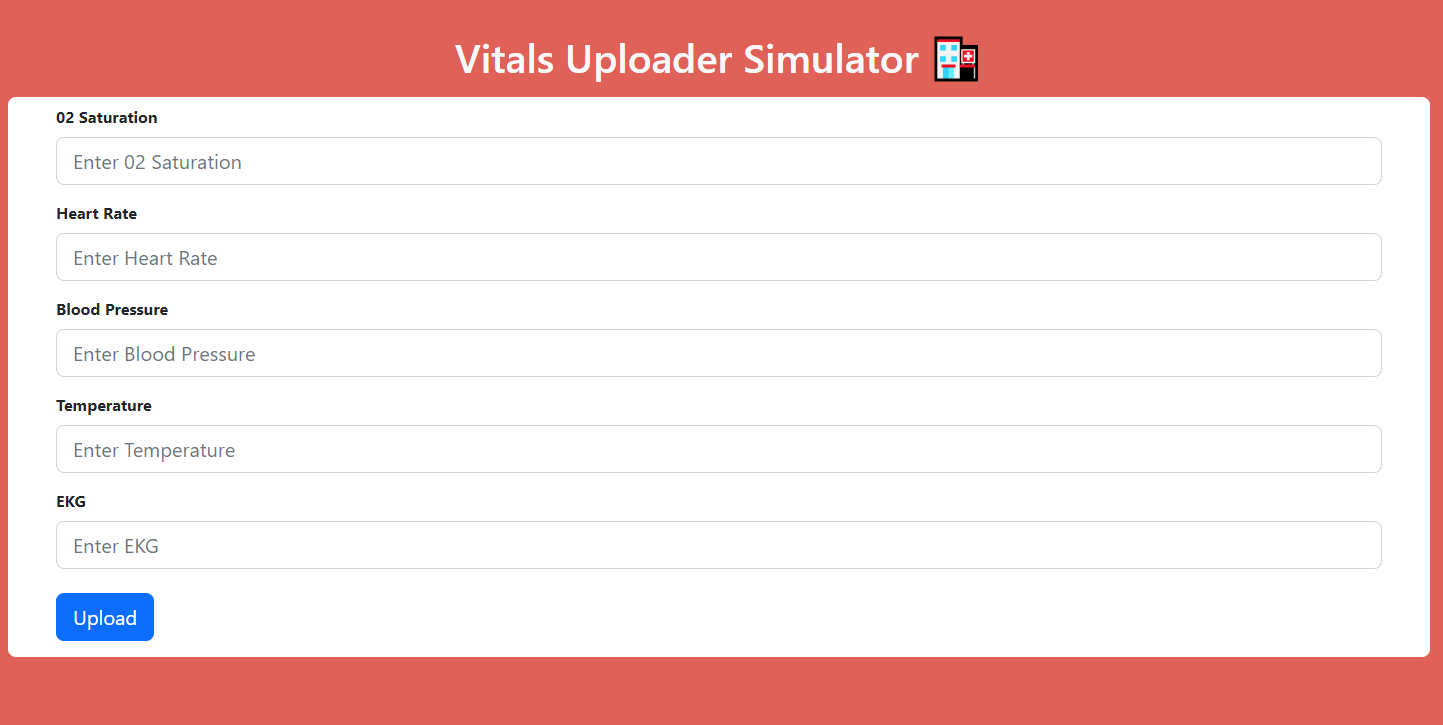 Vitals Uploader Simulator 🏥
02 Saturation
Enter 02 Saturation
Heart Rate
Enter Heart Rate
Blood Pressure
Enter Blood Pressure
Temperature
Enter Temperature
EKG
Enter EKG
Upload